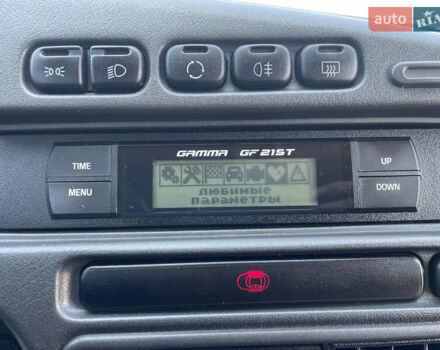 auto RIA
GAMMA GF 215T
TIME
MENU
UP
DOWN
любимые
параметры